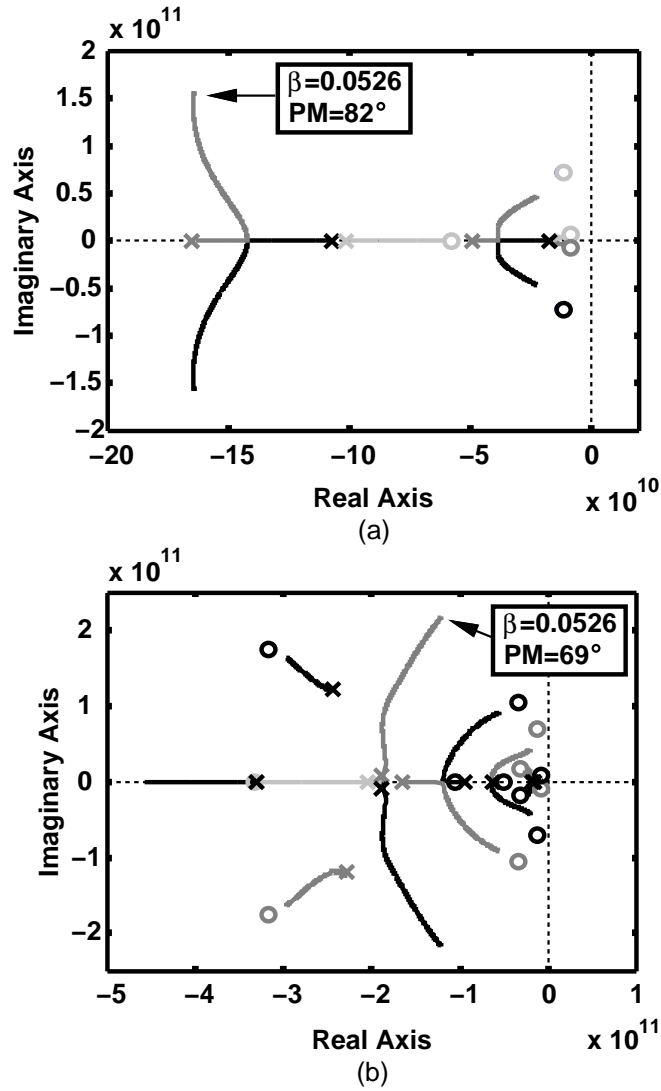 x 10^11
2
1.5
1
0.5
0
−0.5
−1
−1.5
−2
Imaginary Axis
β=0.0526
PM=82°
−20
−15
−10
−5
0
Real Axis
x 10^10
(a)
x 10^11
2
1
0
−1
−2
Imaginary Axis
β=0.0526
PM=69°
−5
−4
−3
−2
−1
0
1
Real Axis
x 10^11
(b)